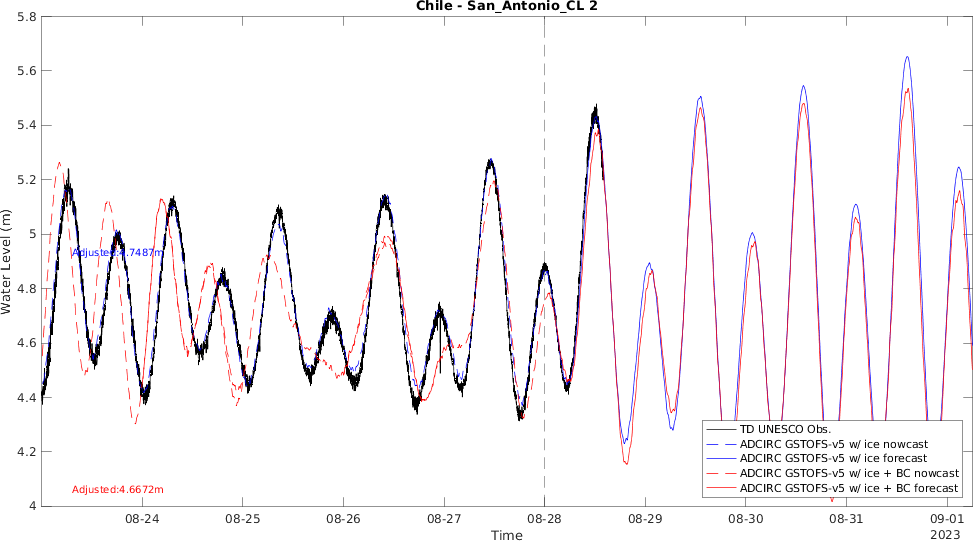 Chile - San_Antonio_CL 2
5.8
5.6
5.4
5.2
5
4.8
4.6
4.4
4.2
4
Water Level (m)
Adjusted:4.7487m
Adjusted:4.6672m
TD UNESCO Obs.
ADCIRC GSTOFS-v5 w/ ice nowcast
ADCIRC GSTOFS-v5 w/ ice forecast
ADCIRC GSTOFS-v5 w/ ice + BC nowcast
ADCIRC GSTOFS-v5 w/ ice + BC forecast
08-24 08-25 08-26 08-27 08-28 08-29 08-30 08-31 09-01
2023
Time